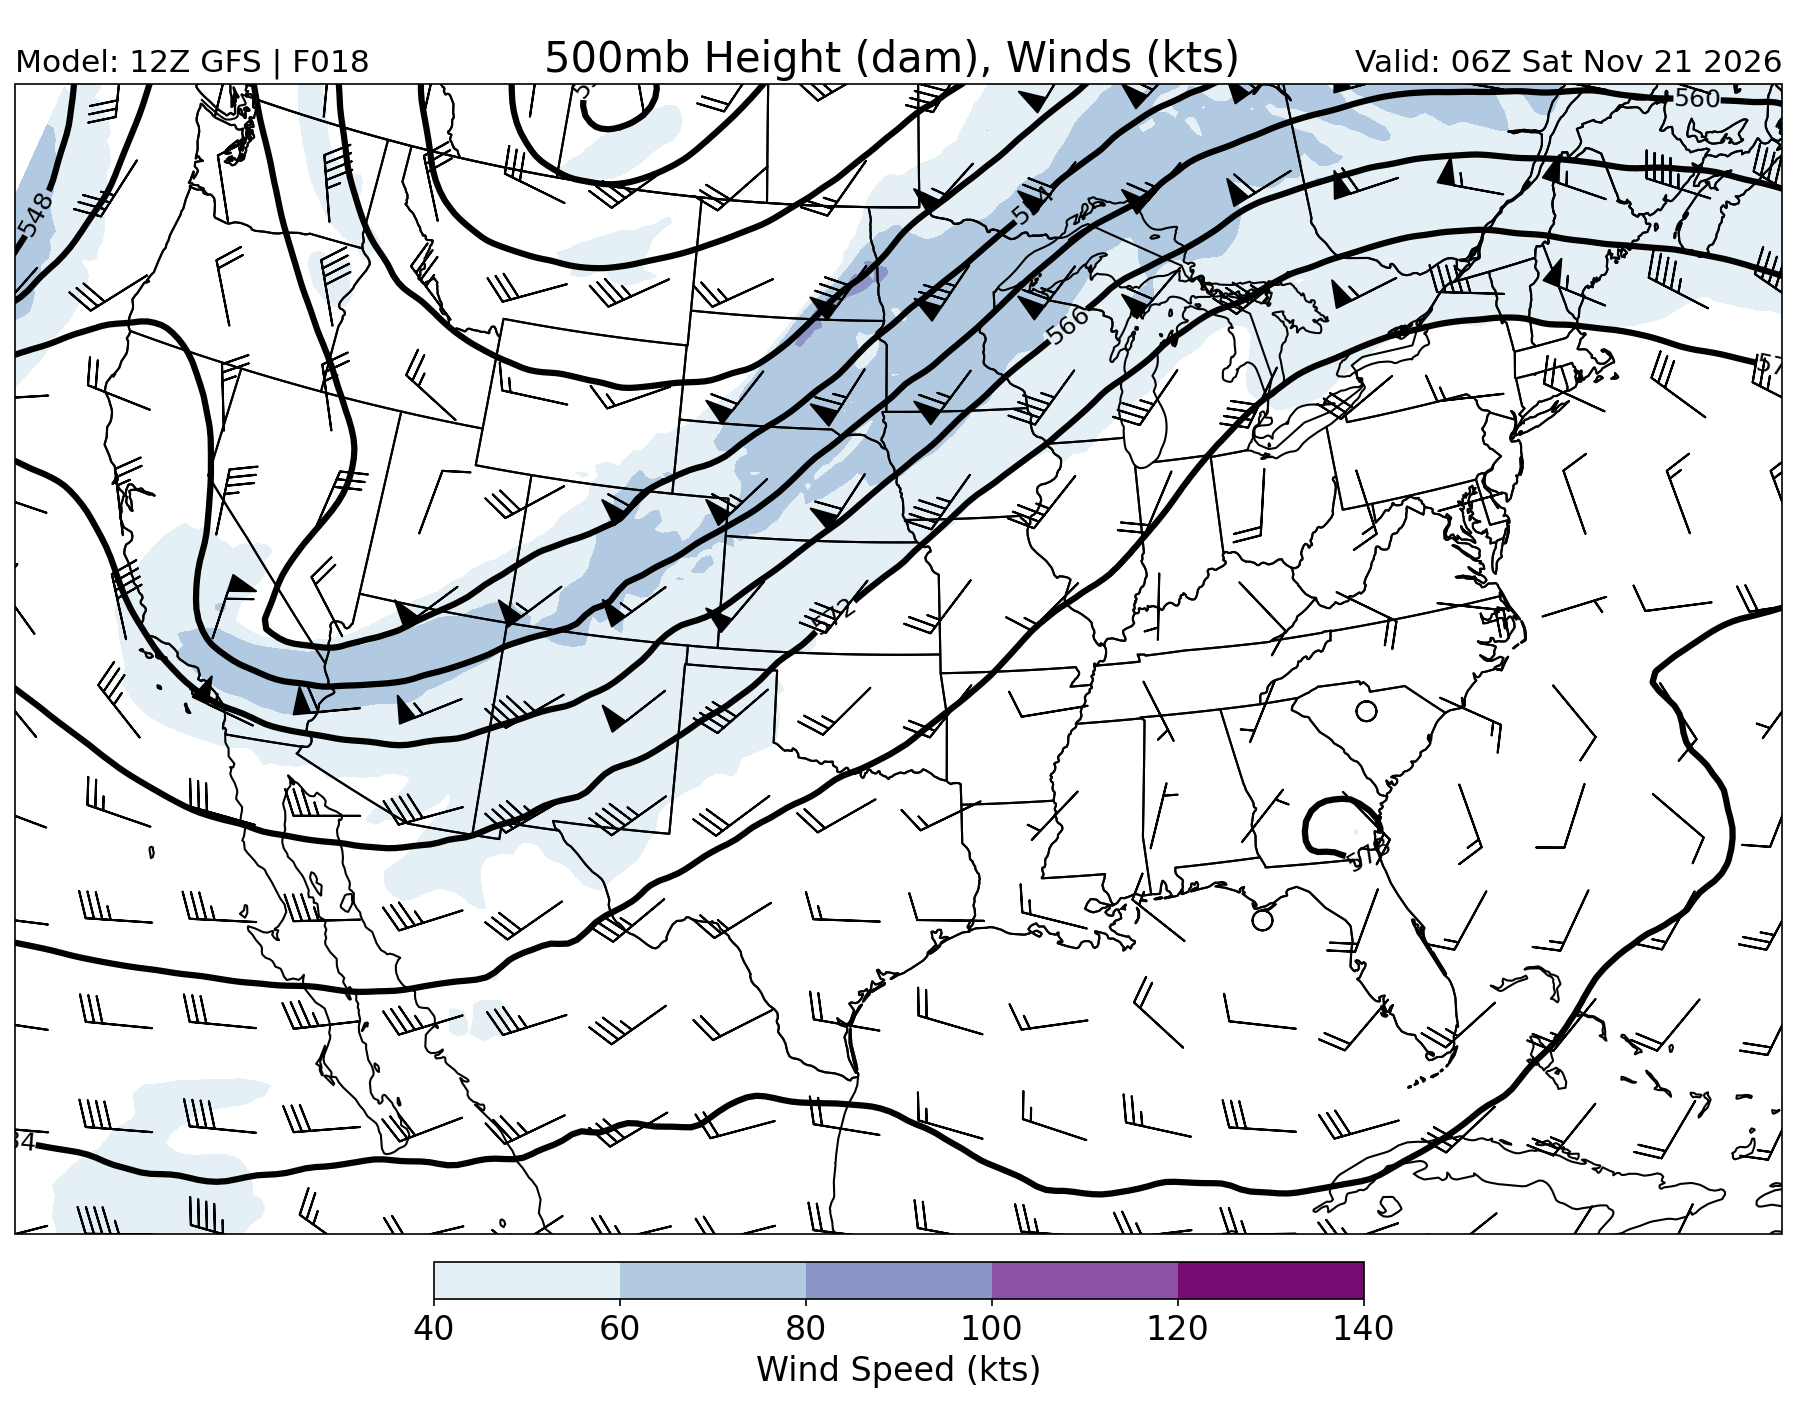 Model: 12Z GFS | F018
500mb Height (dam), Winds (kts)
Valid: 06Z Sat Nov 21 2026
560
548
566
572
40 60 80 100 120 140
Wind Speed (kts)